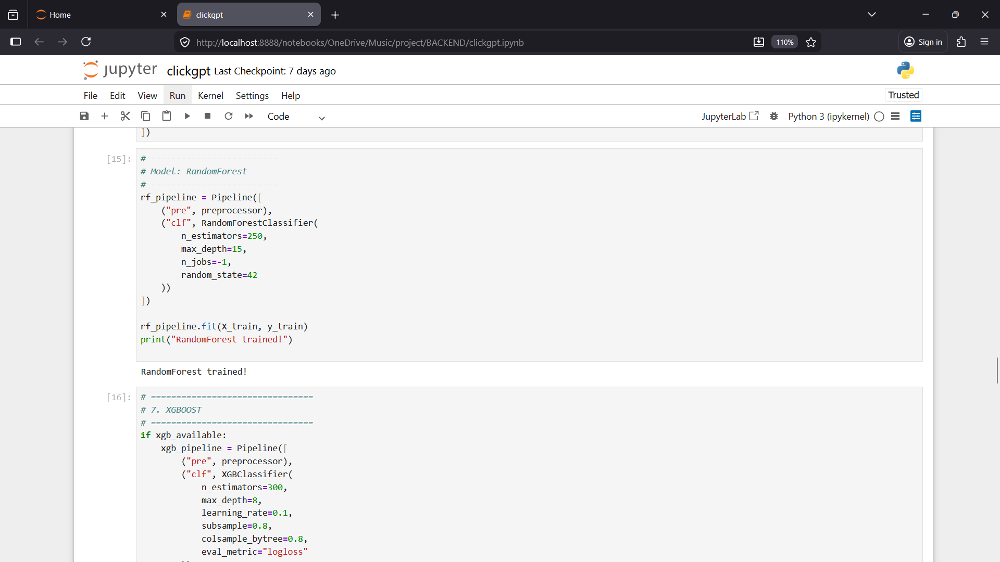 Home
clickgpt
http://localhost:8888/notebooks/OneDrive/Music/project/BACKEND/clickgpt.ipynb
110%
Sign in
jupyter clickgpt Last Checkpoint: 7 days ago
File Edit View Run Kernel Settings Help
Trusted
Code
JupyterLab
Python 3 (ipykernel)
])
[15]:
# -------------------------
# Model: RandomForest
# -------------------------
rf_pipeline = Pipeline([
    ("pre", preprocessor),
    ("clf", RandomForestClassifier(
        n_estimators=250,
        max_depth=15,
        n_jobs=-1,
        random_state=42
    ))
])
rf_pipeline.fit(X_train, y_train)
print("RandomForest trained!")
RandomForest trained!
[16]:
# ================================
# 7. XGBOOST
# ================================
if xgb_available:
    xgb_pipeline = Pipeline([
        ("pre", preprocessor),
        ("clf", XGBClassifier(
            n_estimators=300,
            max_depth=8,
            learning_rate=0.1,
            subsample=0.8,
            colsample_bytree=0.8,
            eval_metric="logloss"